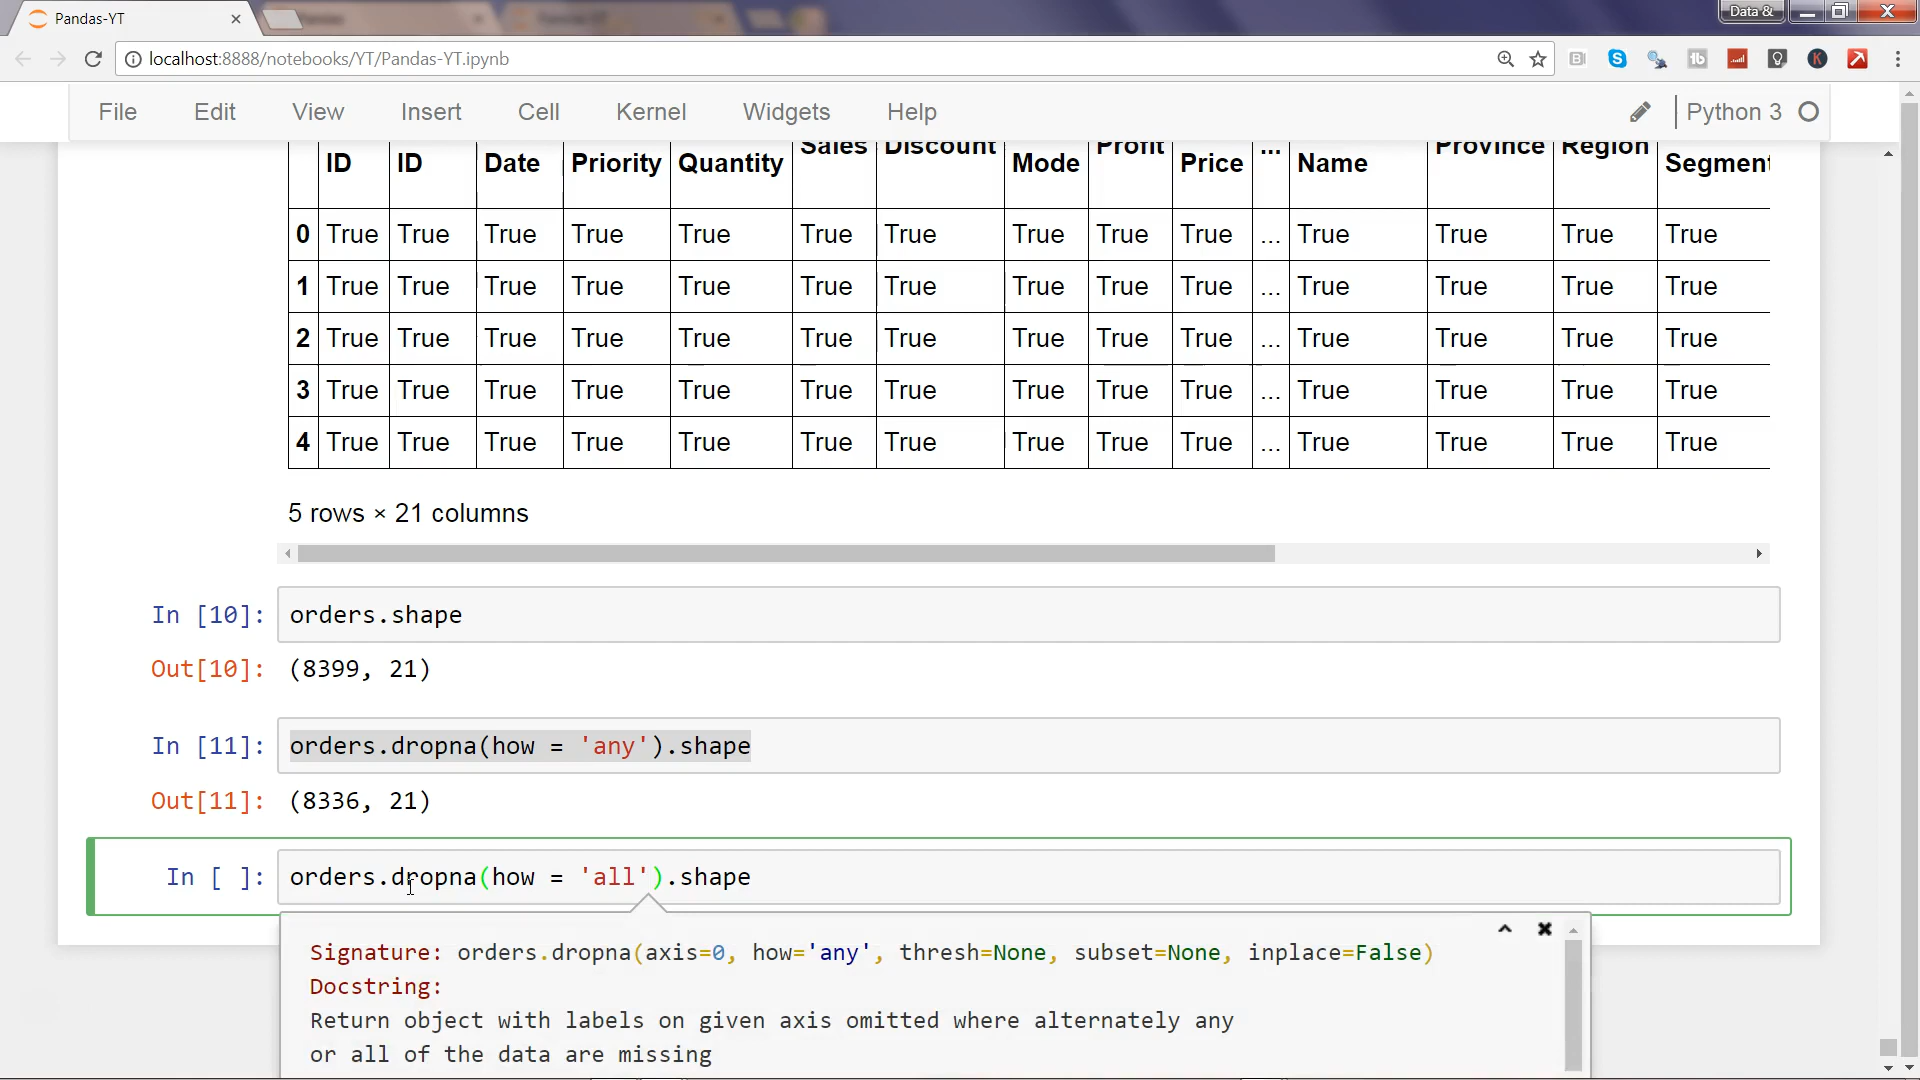 Pandas-YT
Data &
localhost:8888/notebooks/YT/Pandas-YT.ipynb
File Edit View Insert Cell Kernel Widgets Help Python 3
ID ID Date Priority Quantity Sales Discount Mode Profit Price ... Name Province Region Segment
0 True True True True True True True True True True ... True True True True
1 True True True True True True True True True True ... True True True True
2 True True True True True True True True True True ... True True True True
3 True True True True True True True True True True ... True True True True
4 True True True True True True True True True True ... True True True True
5 rows × 21 columns
In [10]: orders.shape
Out[10]: (8399, 21)
In [11]: orders.dropna(how = 'any').shape
Out[11]: (8336, 21)
In [ ]: orders.dropna(how = 'all').shape
Signature: orders.dropna(axis=0, how='any', thresh=None, subset=None, inplace=False)
Docstring:
Return object with labels on given axis omitted where alternately any
or all of the data are missing